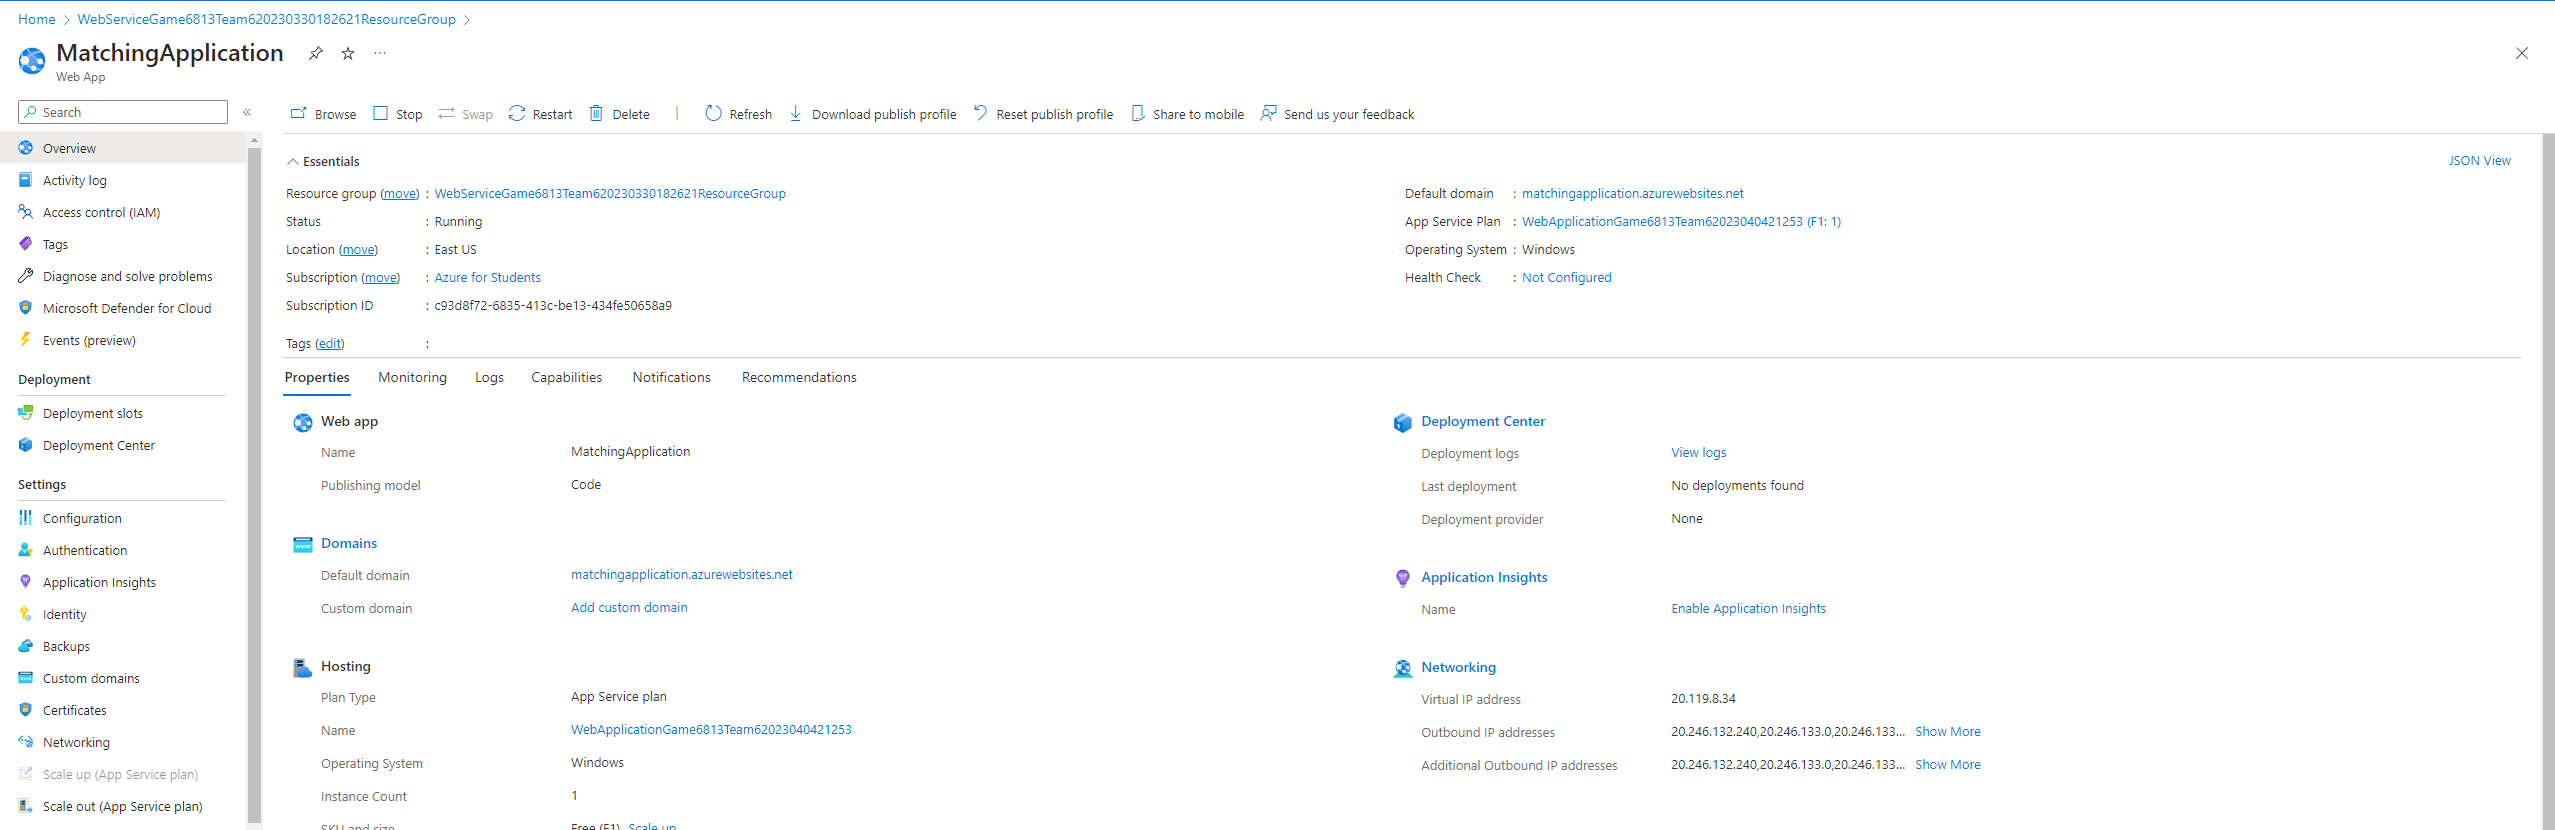 Home > WebServiceGame6813Team620230330182621ResourceGroup >
MatchingApplication
Web App
Search
Overview
Activity log
Access control (IAM)
Tags
Diagnose and solve problems
Microsoft Defender for Cloud
Events (preview)
Deployment
Deployment slots
Deployment Center
Settings
Configuration
Authentication
Application Insights
Identity
Backups
Custom domains
Certificates
Networking
Scale up (App Service plan)
Scale out (App Service plan)
Browse Stop Swap Restart Delete | Refresh Download publish profile Reset publish profile Share to mobile Send us your feedback
Essentials
JSON View
Resource group (move) : WebServiceGame6813Team620230330182621ResourceGroup
Status : Running
Location (move) : East US
Subscription (move) : Azure for Students
Subscription ID : c93d8f72-6835-413c-be13-434fe50658a9
Tags (edit) :
Default domain : matchingapplication.azurewebsites.net
App Service Plan : WebApplicationGame6813Team62023040421253 (F1: 1)
Operating System : Windows
Health Check : Not Configured
Properties Monitoring Logs Capabilities Notifications Recommendations
Web app
Name MatchingApplication
Publishing model Code
Domains
Default domain matchingapplication.azurewebsites.net
Custom domain Add custom domain
Hosting
Plan Type App Service plan
Name WebApplicationGame6813Team62023040421253
Operating System Windows
Instance Count 1
SKU and size Free (F1) Scale up
Deployment Center
Deployment logs View logs
Last deployment No deployments found
Deployment provider None
Application Insights
Name Enable Application Insights
Networking
Virtual IP address 20.119.8.34
Outbound IP addresses 20.246.132.240,20.246.133.0,20.246.133... Show More
Additional Outbound IP addresses 20.246.132.240,20.246.133.0,20.246.133... Show More